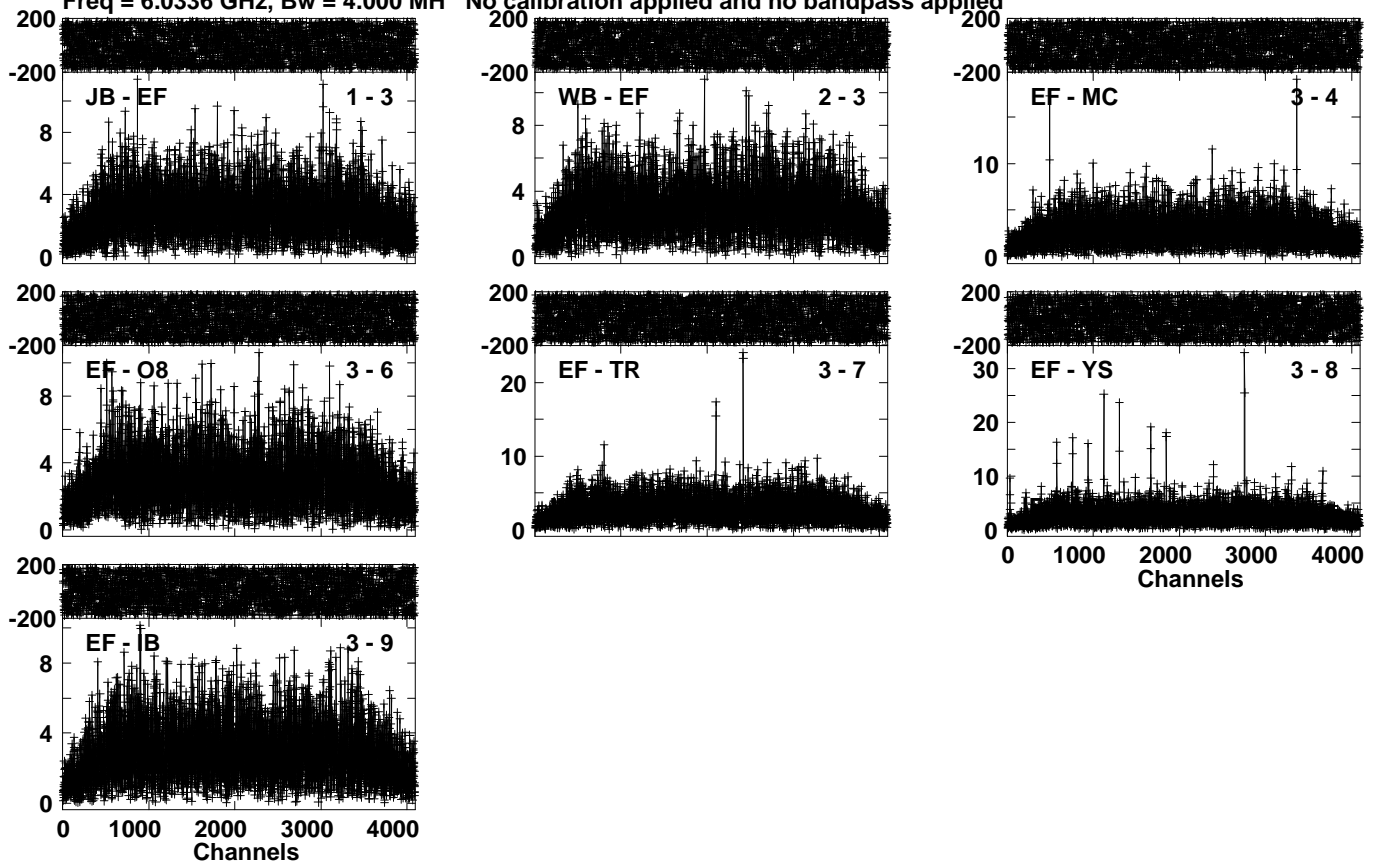 Freq = 6.0336 GHz, Bw = 4.000 MH No calibration applied and no bandpass applied
200
-200
JB - EF 1 - 3
8
4
0
200
-200
WB - EF 2 - 3
8
4
0
200
-200
EF - MC 3 - 4
10
0
200
-200
EF - O8 3 - 6
8
4
0
200
-200
EF - TR 3 - 7
20
10
0
200
-200
EF - YS 3 - 8
30
20
10
0
0 1000 2000 3000 4000
Channels
200
-200
EF - IB 3 - 9
8
4
0
0 1000 2000 3000 4000
Channels